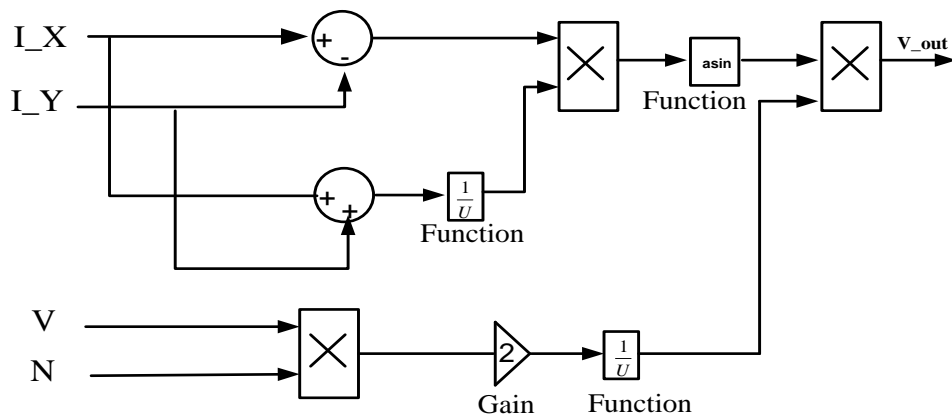 I_X
+
-
asin
V_out
I_Y
Function
+
+
1
U
Function
V
N
2
1
U
Gain
Function